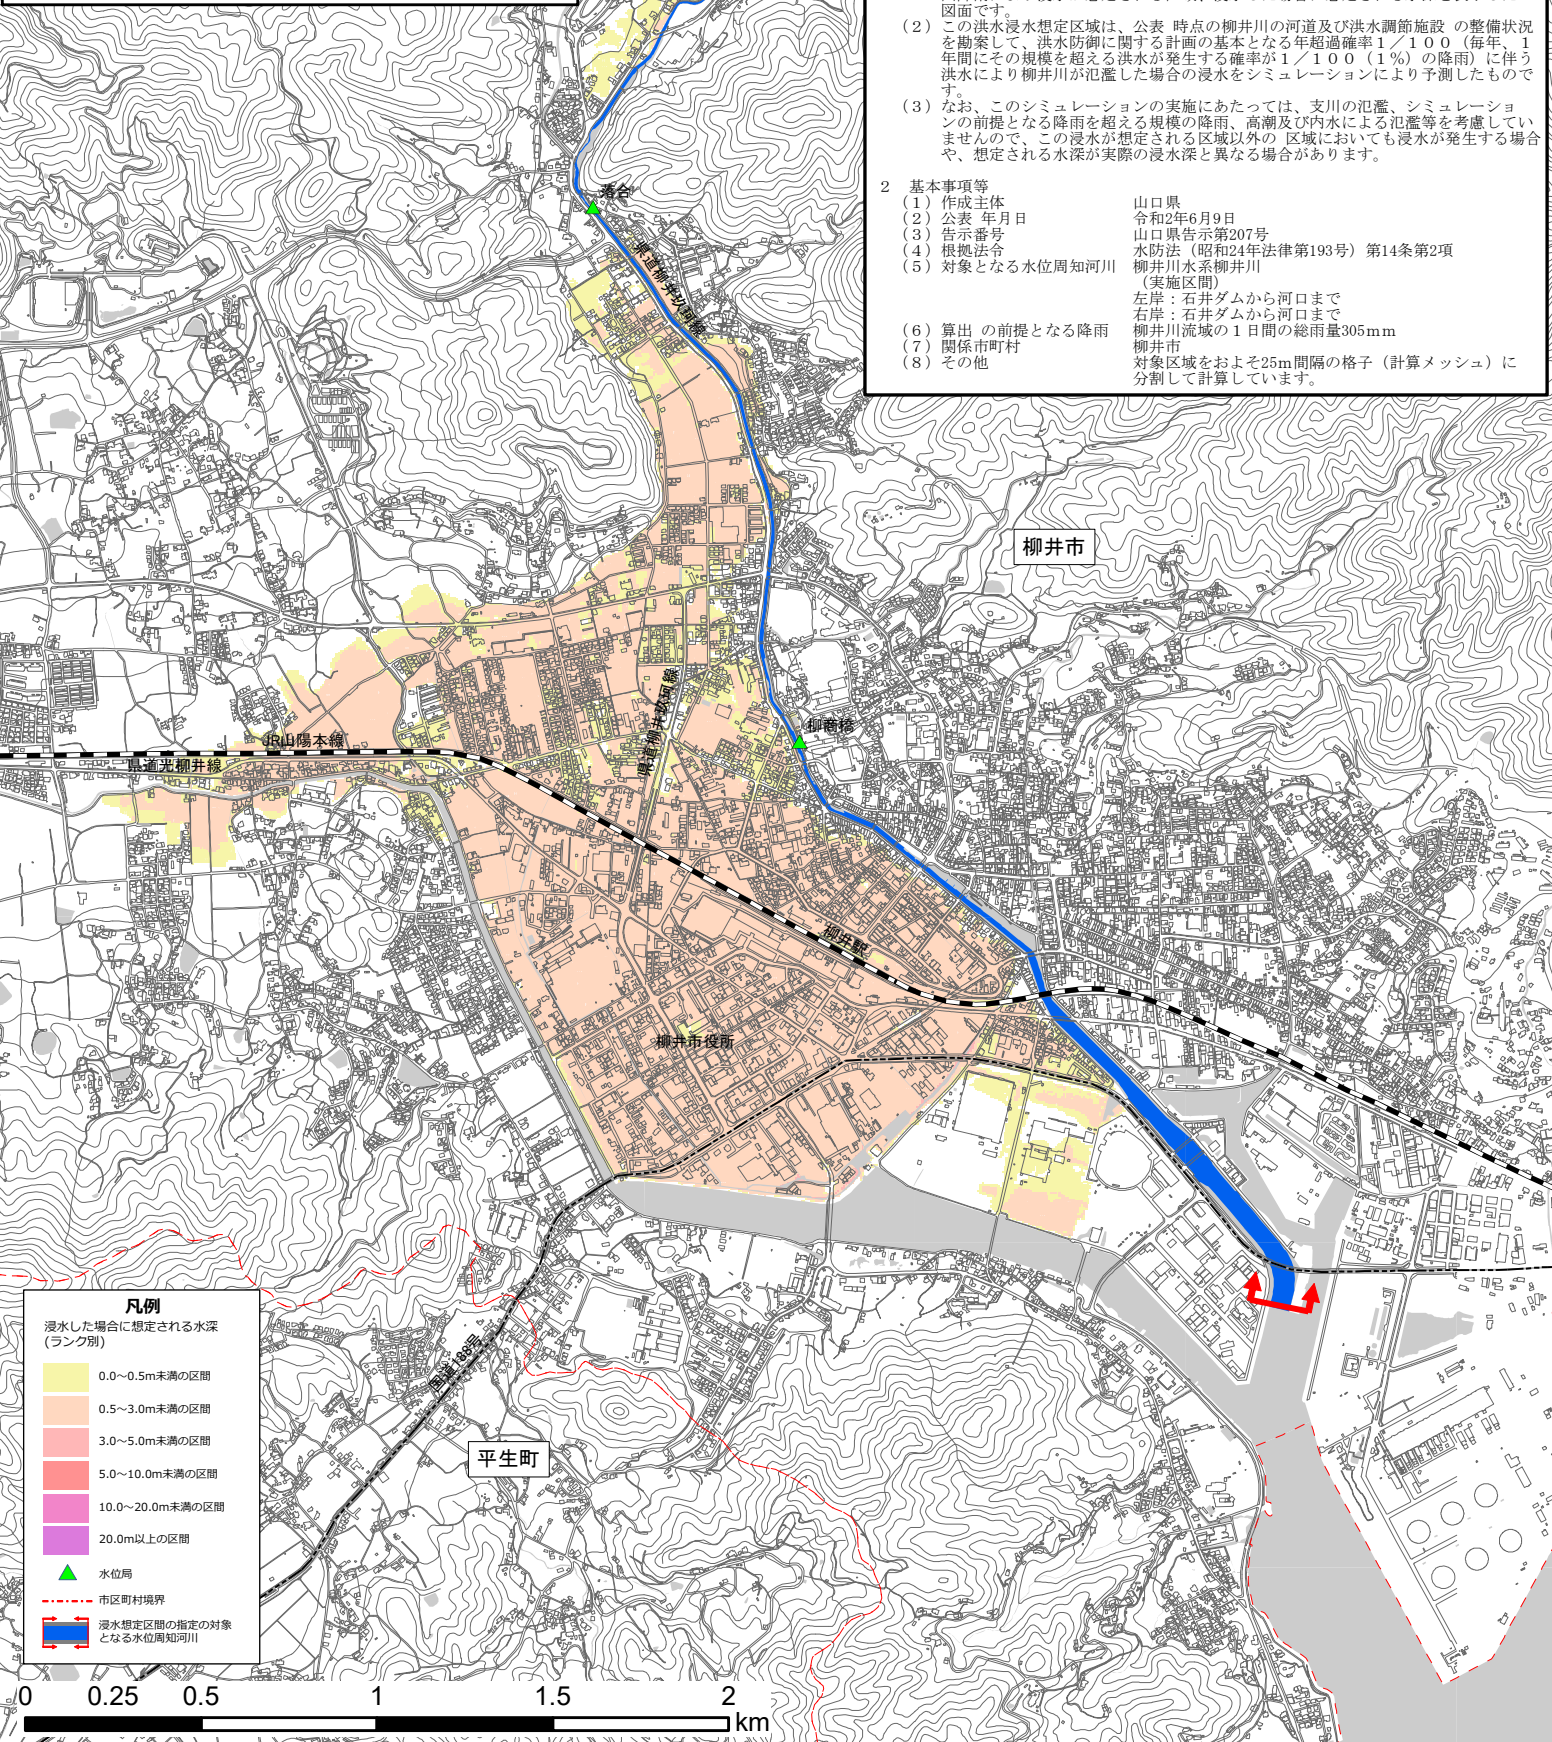 図面です。
（２）この洪水浸水想定区域は、公表 時点の柳井川の河道及び洪水調節施設 の整備状況
を勘案して、洪水防御に関する計画の基本となる年超過確率１／１００（毎年、１
年間にその規模を超える洪水が発生する確率が１／１００（１％）の降雨）に伴う
洪水により柳井川が氾濫した場合の浸水をシミュレーションにより予測したもので
す。
（３）なお、このシミュレーションの実施にあたっては、支川の氾濫、シミュレーショ
ンの前提となる降雨を超える規模の降雨、高潮及び内水による氾濫等を考慮してい
ませんので、この浸水が想定される区域以外の 区域においても浸水が発生する場合
や、想定される水深が実際の浸水深と異なる場合があります。
２　基本事項等
（１）作成主体　山口県
（２）公表 年月日　令和2年6月9日
（３）告示番号　山口県告示第207号
（４）根拠法令　水防法（昭和24年法律第193号）第14条第2項
（５）対象となる水位周知河川　柳井川水系柳井川
（実施区間）
左岸：石井ダムから河口まで
右岸：石井ダムから河口まで
（６）算出 の前提となる降雨　柳井川流域の１日間の総雨量305ｍｍ
（７）関係市町村　柳井市
（８）その他　対象区域をおよそ25ｍ間隔の格子（計算メッシュ）に
分割して計算しています。
落合
県道柳井玖珂線
柳井市
県道柳井玖珂線
柳商橋
JR山陽本線
県道光柳井線
柳井駅
柳井市役所
国道188号
平生町
凡例
浸水した場合に想定される水深
(ランク別)
0.0～0.5m未満の区間
0.5～3.0m未満の区間
3.0～5.0m未満の区間
5.0～10.0m未満の区間
10.0～20.0m未満の区間
20.0m以上の区間
水位局
市区町村境界
浸水想定区間の指定の対象
となる水位周知河川
0 0.25 0.5 1 1.5 2
km